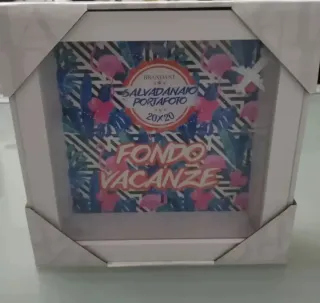 SALVADANAIO
PORTAFOTO
20X20
FONDO
VACANZE